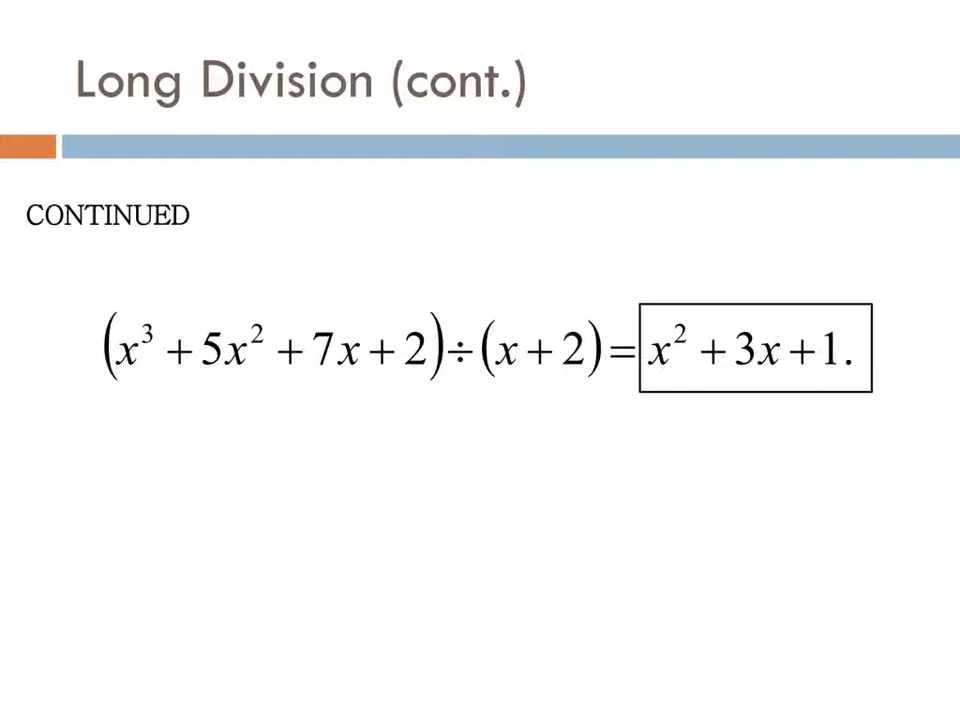 Long Division (cont.)
CONTINUED
(x³ + 5x² + 7x + 2) ÷ (x + 2) = x² + 3x + 1.